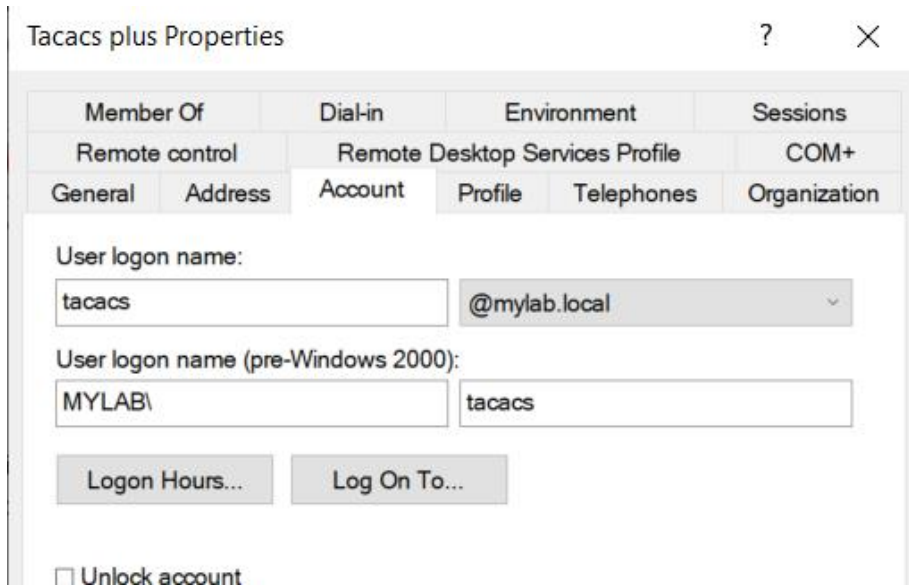 Tacacs plus Properties ? ×
Member Of Dial-in Environment Sessions
Remote control Remote Desktop Services Profile COM+
General Address Account Profile Telephones Organization
User logon name:
tacacs @mylab.local
User logon name (pre-Windows 2000):
MYLAB\ tacacs
Logon Hours... Log On To...
Unlock account